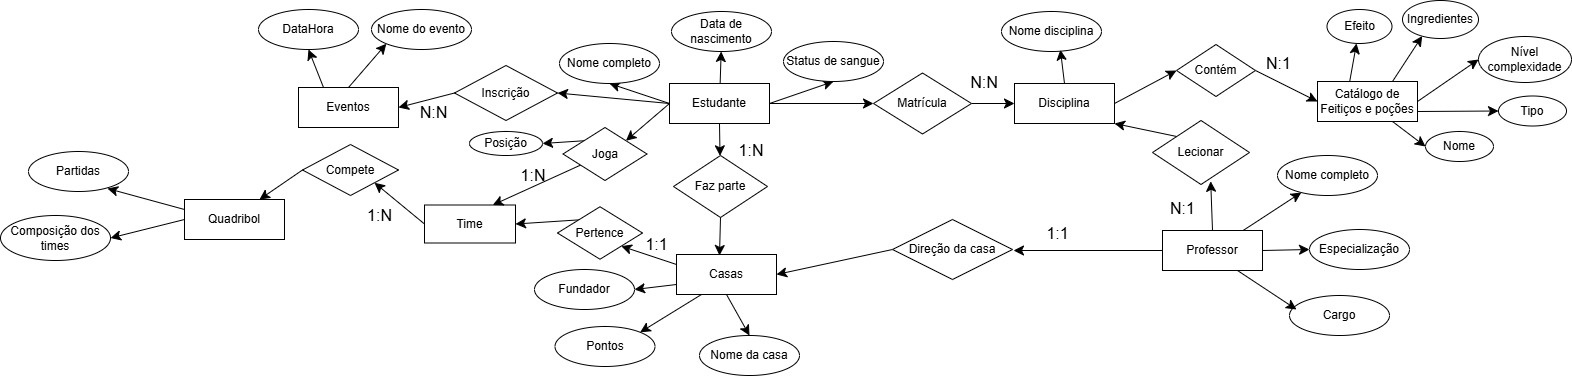 DataHora
Nome do evento
Data de
nascimento
Nome disciplina
Efeito
Ingredientes
Nome completo
Status de sangue
Contém
N:1
Nível
complexidade
Eventos
N:N
Inscrição
Estudante
Matrícula
N:N
Disciplina
Catálogo de
Feitiços e poções
Tipo
Posição
Joga
1:N
1:N
Lecionar
Nome
Partidas
Compete
Faz parte
Nome completo
Quadribol
1:N
Time
N:1
Composição dos
times
Pertence
1:1
Direção da casa
1:1
Professor
Especialização
Casas
Fundador
Cargo
Pontos
Nome da casa